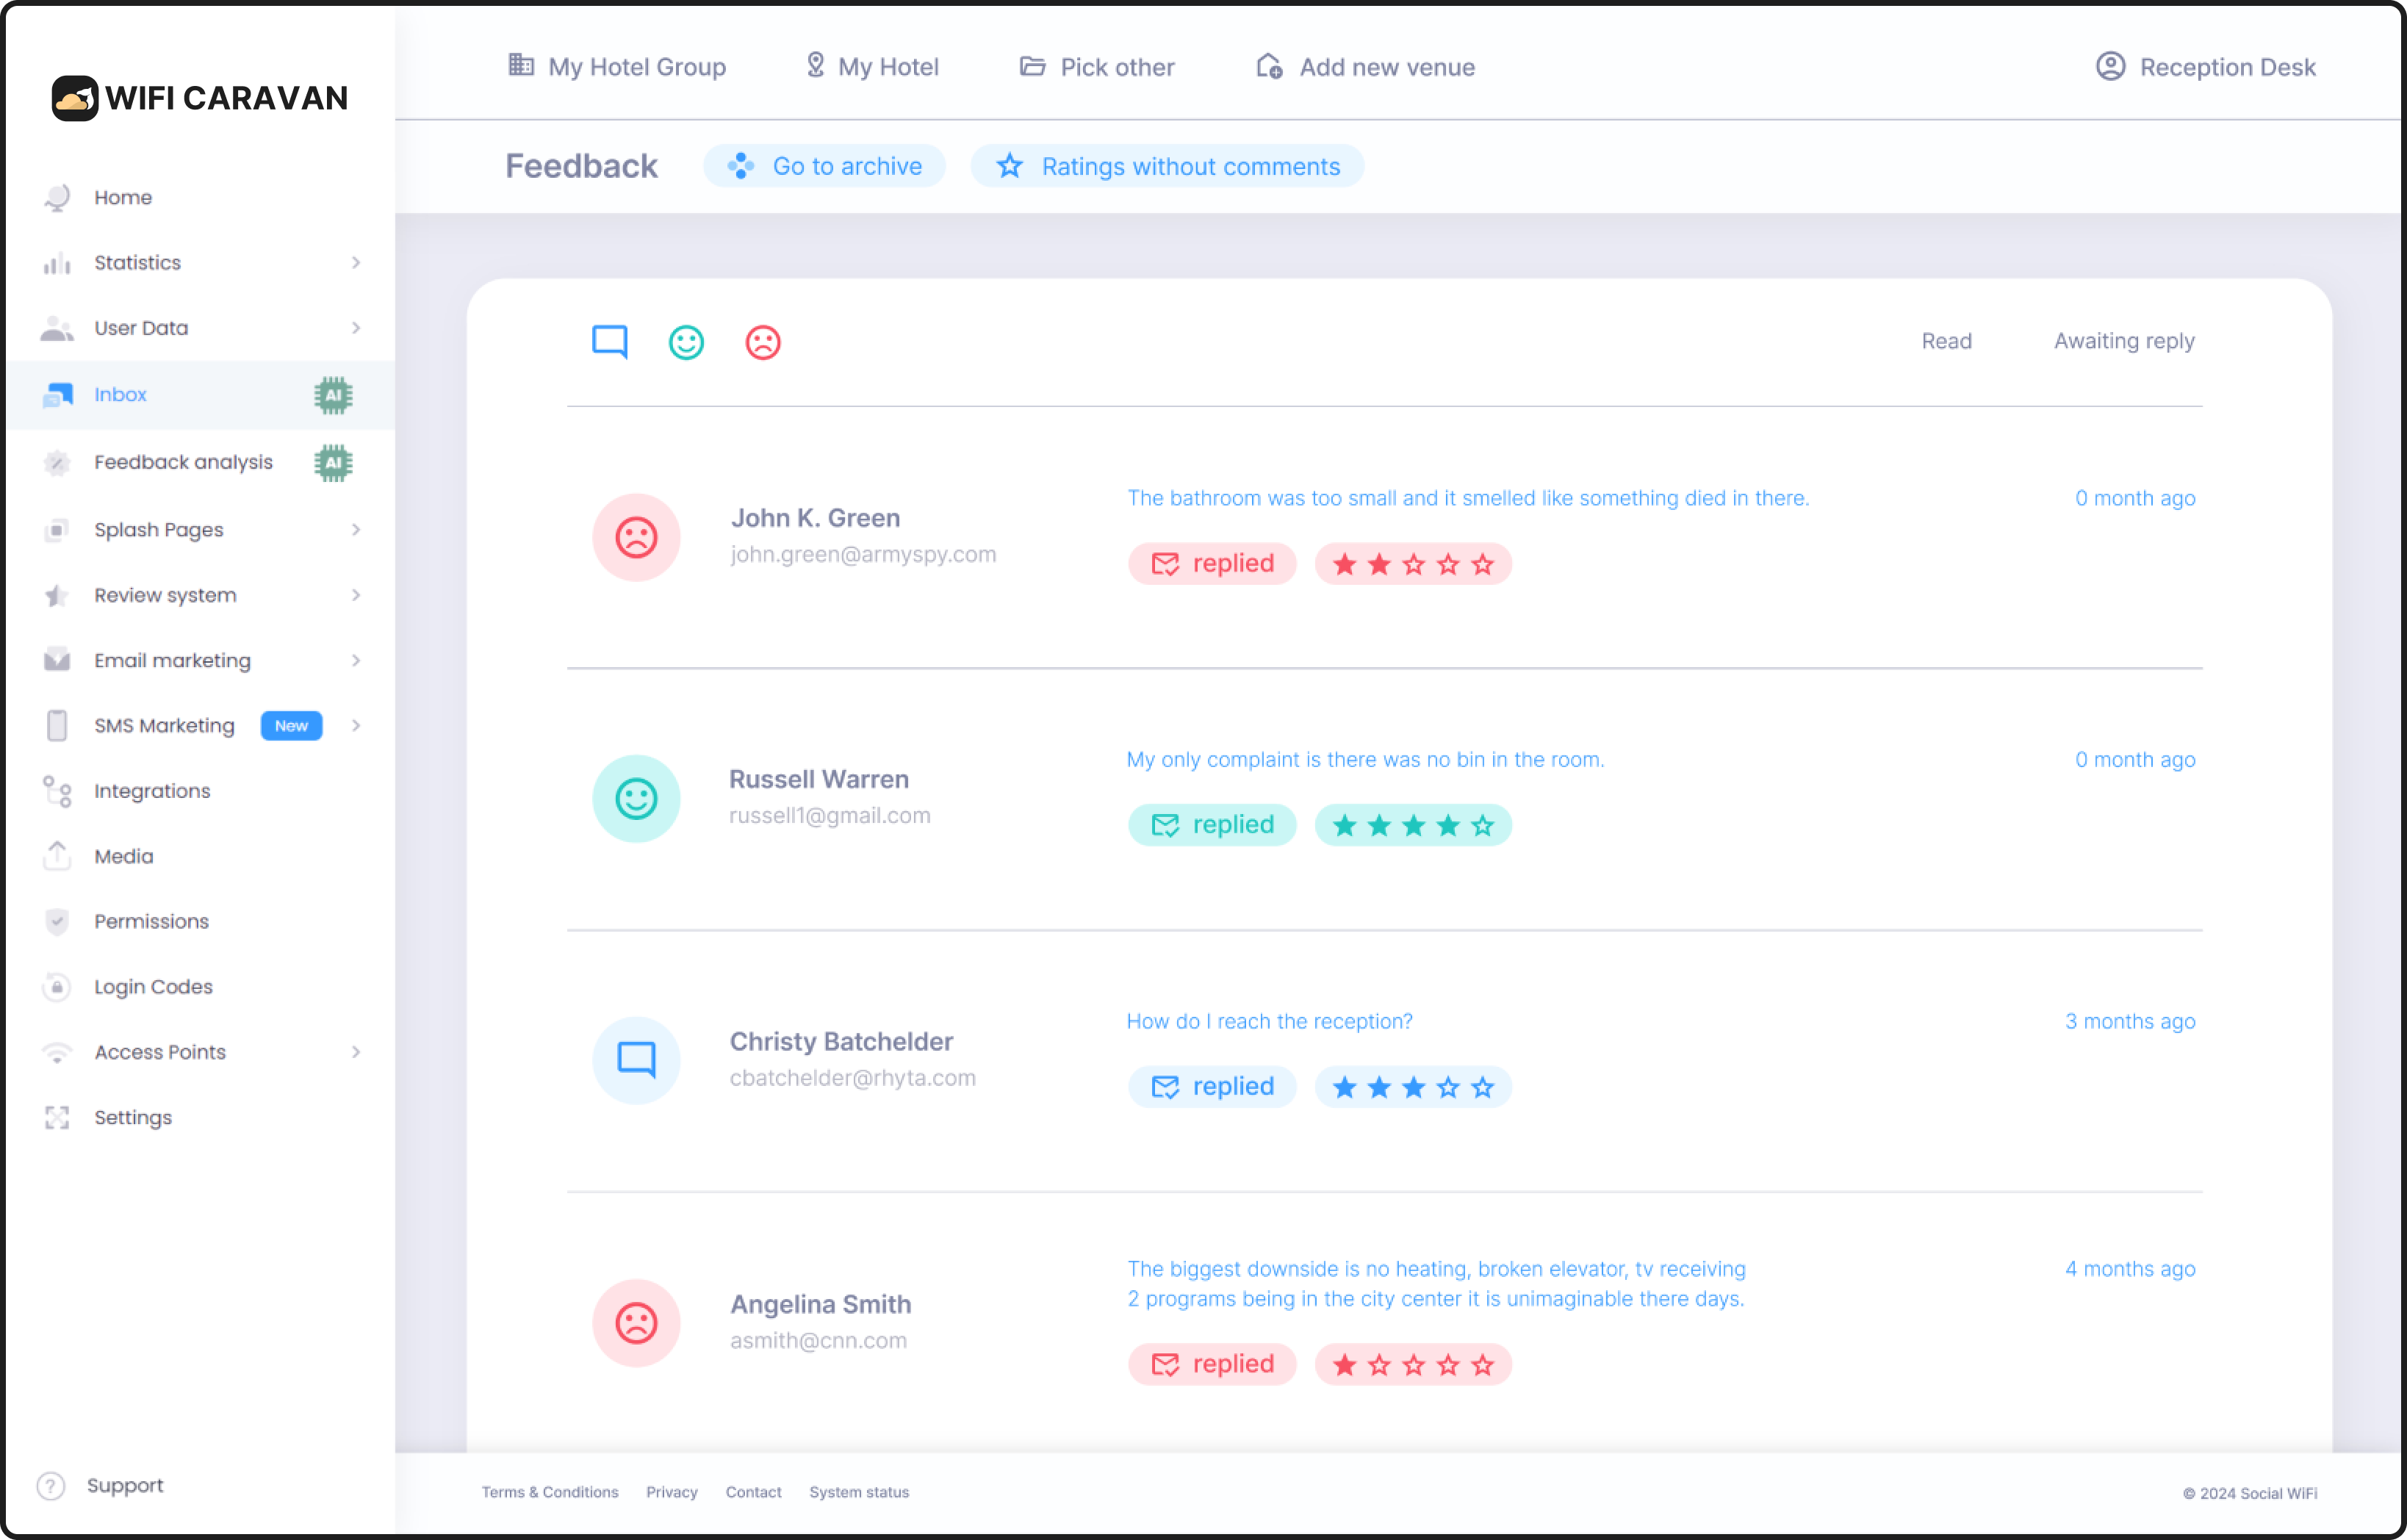 WIFI CARAVAN
Home
Statistics
User Data
Inbox AI
Feedback analysis AI
Splash Pages
Review system
Email marketing
SMS Marketing New
Integrations
Media
Permissions
Login Codes
Access Points
Settings
? Support
My Hotel Group My Hotel Pick other Add new venue Reception Desk
Feedback Go to archive Ratings without comments
Read Awaiting reply
John K. Green
john.green@armyspy.com
The bathroom was too small and it smelled like something died in there.
0 month ago
replied
Russell Warren
russell1@gmail.com
My only complaint is there was no bin in the room.
0 month ago
replied
Christy Batchelder
cbatchelder@rhyta.com
How do I reach the reception?
3 months ago
replied
Angelina Smith
asmith@cnn.com
The biggest downside is no heating, broken elevator, tv receiving
2 programs being in the city center it is unimaginable there days.
4 months ago
replied
Terms & Conditions Privacy Contact System status
© 2024 Social WiFi